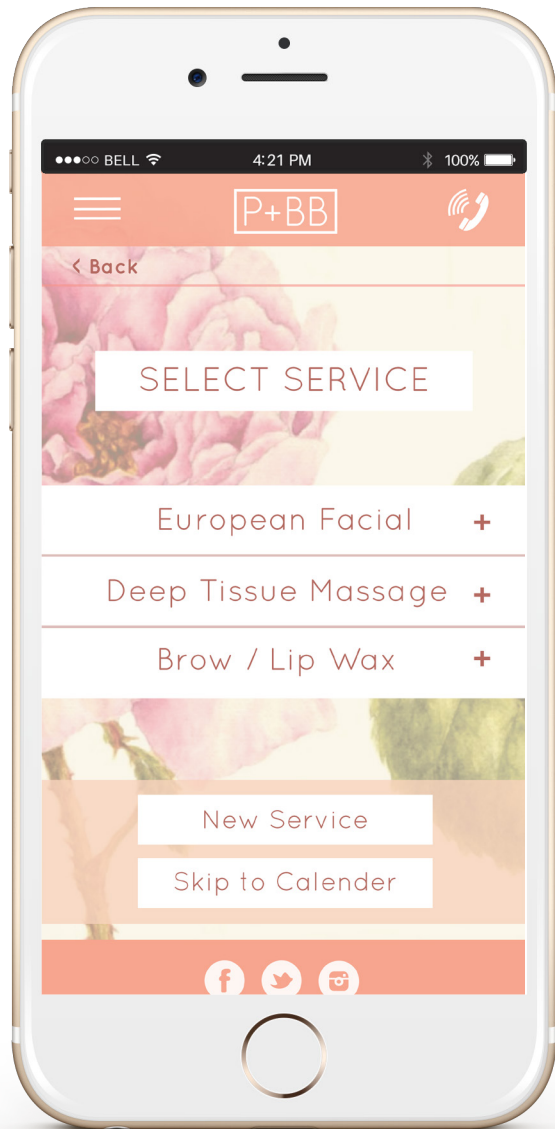 BELL 4:21 PM 100%
P+BB
< Back
SELECT SERVICE
European Facial +
Deep Tissue Massage +
Brow / Lip Wax +
New Service
Skip to Calender